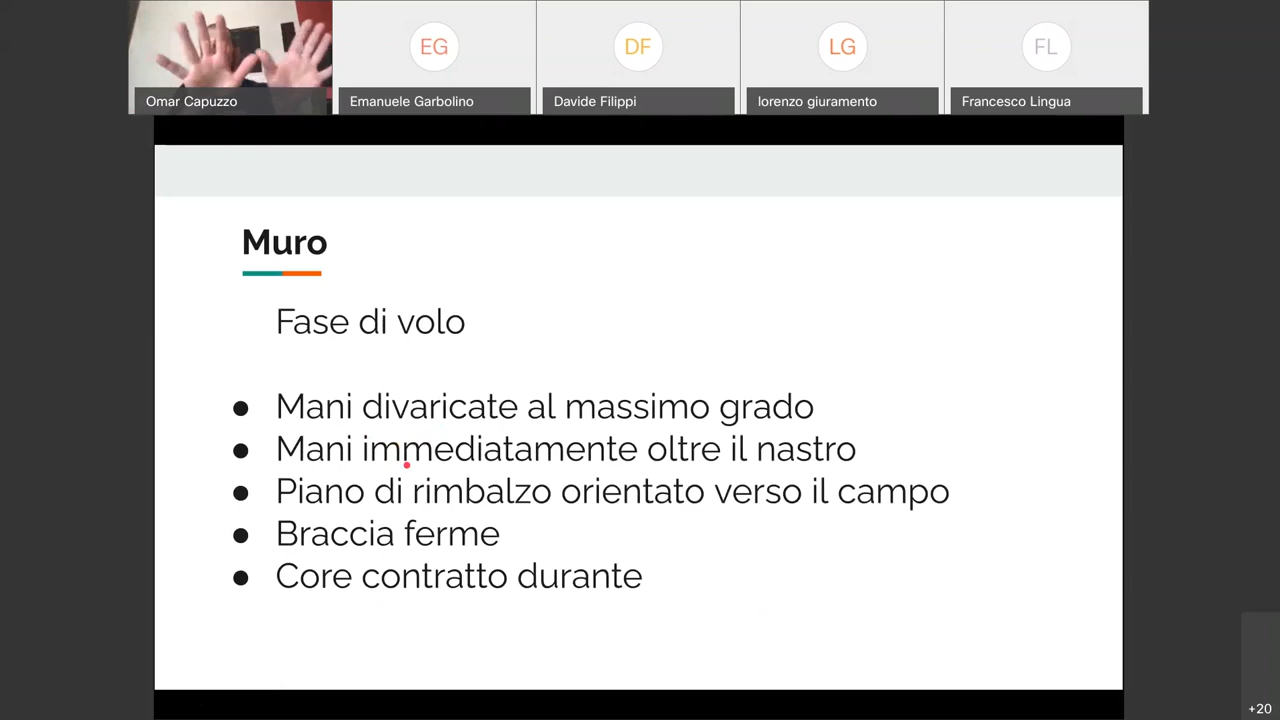 EG
DF
LG
FL
Omar Capuzzo
Emanuele Garbolino
Davide Filippi
lorenzo giuramento
Francesco Lingua
Muro
Fase di volo
● Mani divaricate al massimo grado
● Mani immediatamente oltre il nastro
● Piano di rimbalzo orientato verso il campo
● Braccia ferme
● Core contratto durante
+20